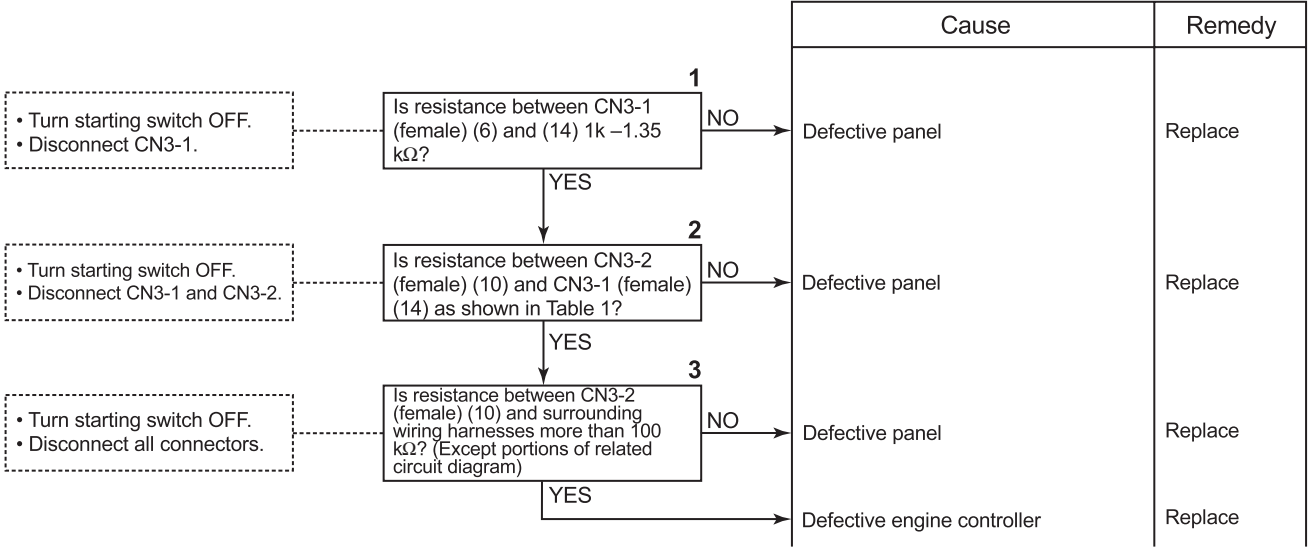 Cause
Remedy
• Turn starting switch OFF.
• Disconnect CN3-1.
1
Is resistance between CN3-1
(female) (6) and (14) 1k –1.35
kΩ?
NO
Defective panel
Replace
YES
• Turn starting switch OFF.
• Disconnect CN3-1 and CN3-2.
2
Is resistance between CN3-2
(female) (10) and CN3-1 (female)
(14) as shown in Table 1?
NO
Defective panel
Replace
YES
• Turn starting switch OFF.
• Disconnect all connectors.
3
Is resistance between CN3-2
(female) (10) and surrounding
wiring harnesses more than 100
kΩ? (Except portions of related
circuit diagram)
NO
Defective panel
Replace
YES
Defective engine controller
Replace